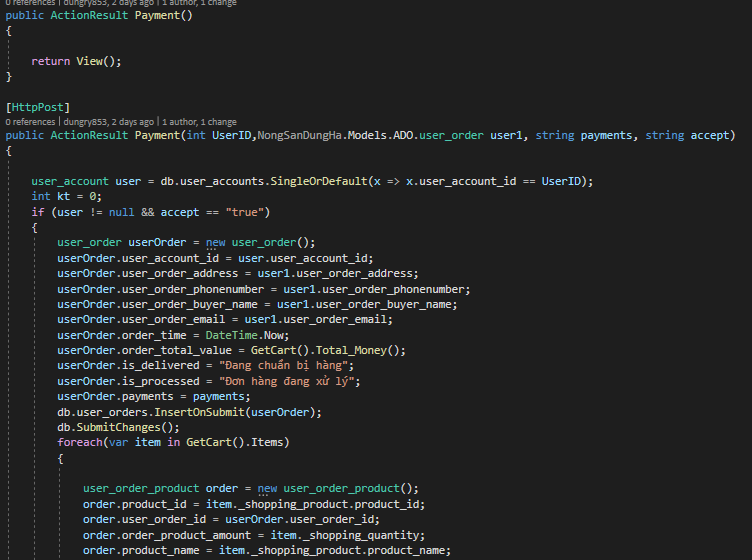 0 references | dungry853, 2 days ago | 1 author, 1 change
public ActionResult Payment()
{
return View();
}
[HttpPost]
0 references | dungry853, 2 days ago | 1 author, 1 change
public ActionResult Payment(int UserID,NongSanDungHa.Models.ADO.user_order user1, string payments, string accept)
{
user_account user = db.user_accounts.SingleOrDefault(x => x.user_account_id == UserID);
int kt = 0;
if (user != null && accept == "true")
{
user_order userOrder = new user_order();
userOrder.user_account_id = user.user_account_id;
userOrder.user_order_address = user1.user_order_address;
userOrder.user_order_phonenumber = user1.user_order_phonenumber;
userOrder.user_order_buyer_name = user1.user_order_buyer_name;
userOrder.user_order_email = user1.user_order_email;
userOrder.order_time = DateTime.Now;
userOrder.order_total_value = GetCart().Total_Money();
userOrder.is_delivered = "Đang chuẩn bị hàng";
userOrder.is_processed = "Đơn hàng đang xử lý";
userOrder.payments = payments;
db.user_orders.InsertOnSubmit(userOrder);
db.SubmitChanges();
foreach(var item in GetCart().Items)
{
user_order_product order = new user_order_product();
order.product_id = item._shopping_product.product_id;
order.user_order_id = userOrder.user_order_id;
order.order_product_amount = item._shopping_quantity;
order.product_name = item._shopping_product.product_name;